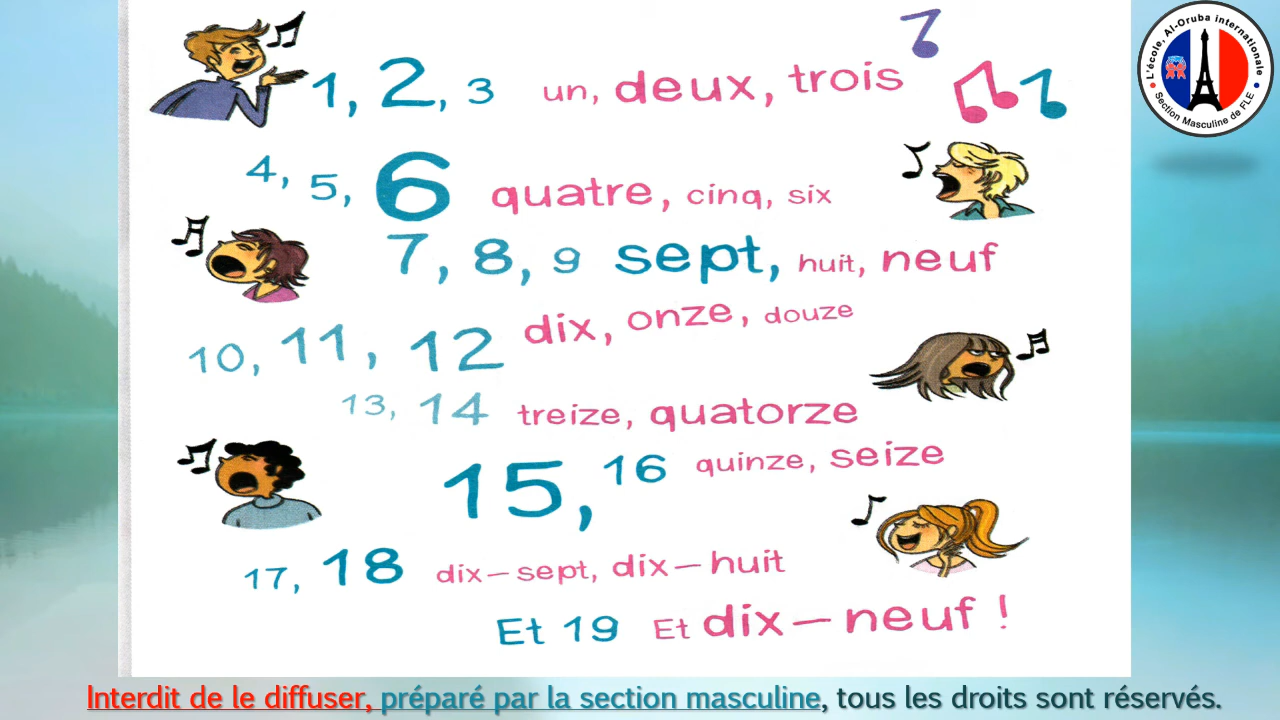 1, 2, 3 un, deux, trois
4, 5, 6 quatre, cinq, six
7, 8, 9 sept, huit, neuf
10, 11, 12 dix, onze, douze
13, 14 treize, quatorze
15, 16 quinze, seize
17, 18 dix-sept, dix-huit
Et 19 Et dix-neuf !
L'école, Al-Oruba internationale
Section Masculine de FLE
Interdit de le diffuser, préparé par la section masculine, tous les droits sont réservés.